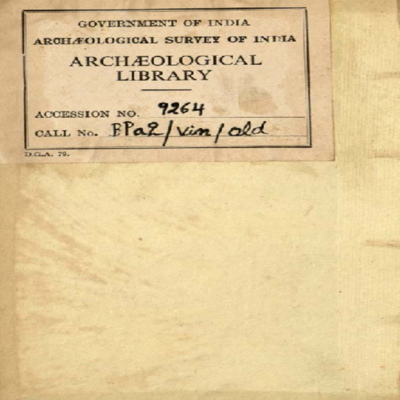 GOVERNMENT OF INDIA
ARCHÆOLOGICAL SURVEY OF INDIA
ARCHÆOLOGICAL
LIBRARY
ACCESSION NO. 9264
CALL No. BPa2/Vin/old
D.G.A. 79.